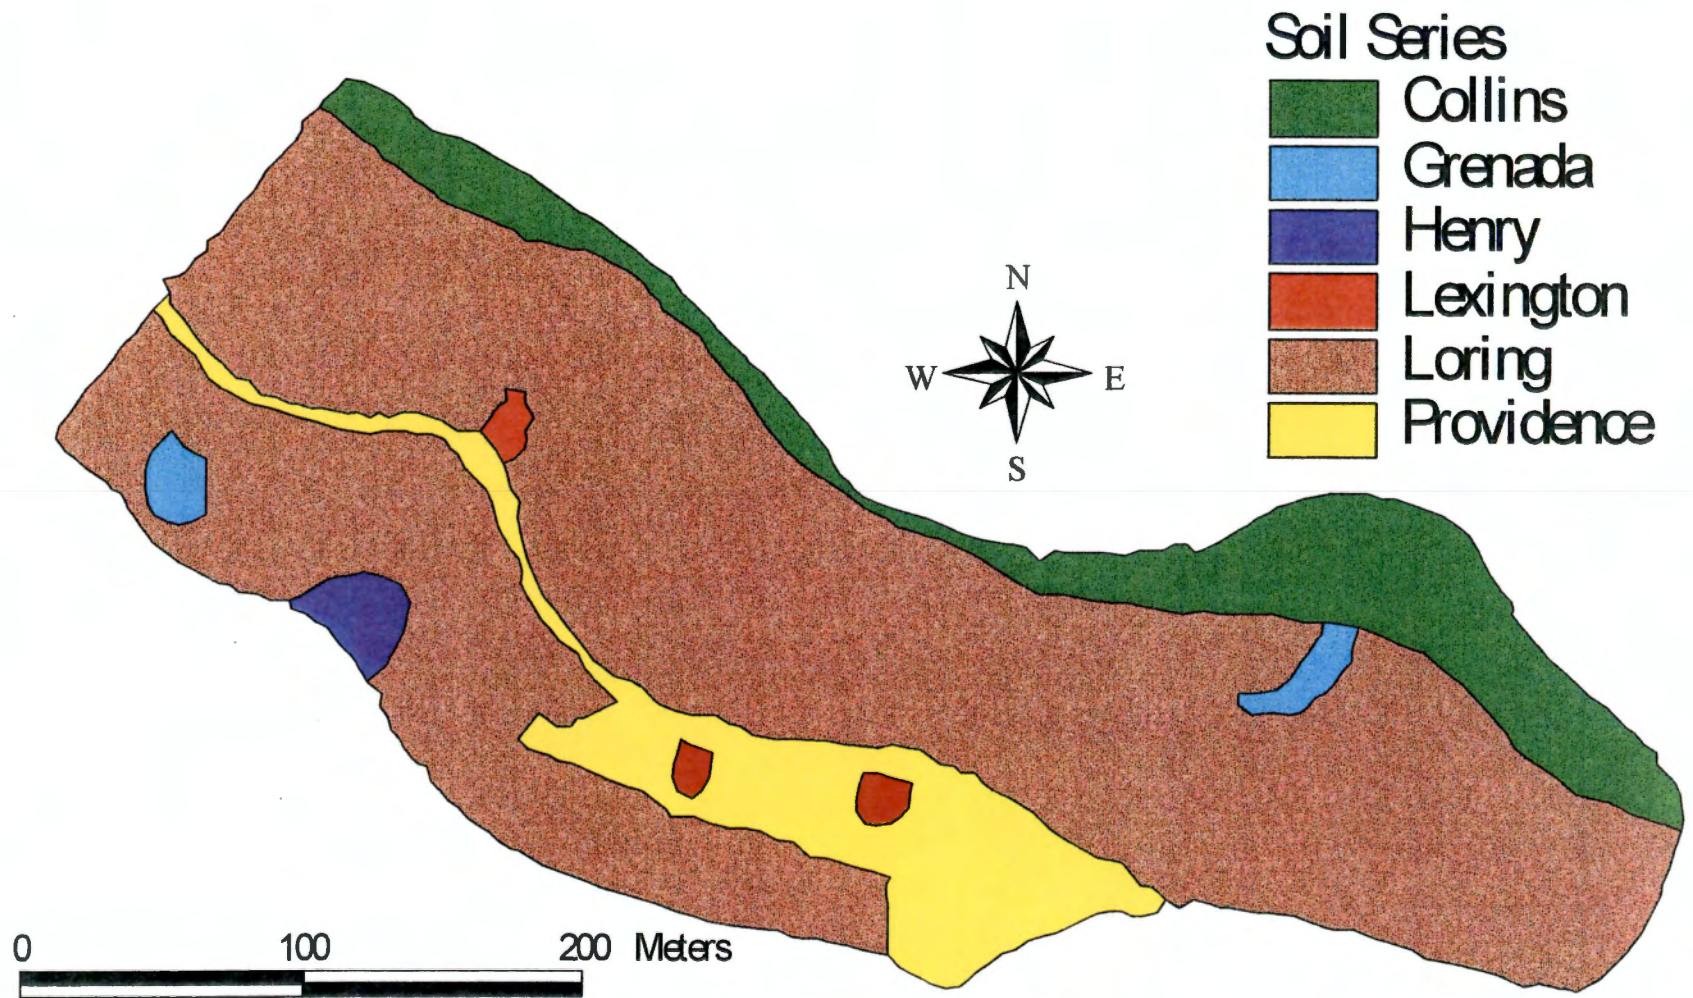 Soil Series
Collins
Grenada
Henry
Lexington
Loring
Providence
N
W E
S
0 100 200 Meters